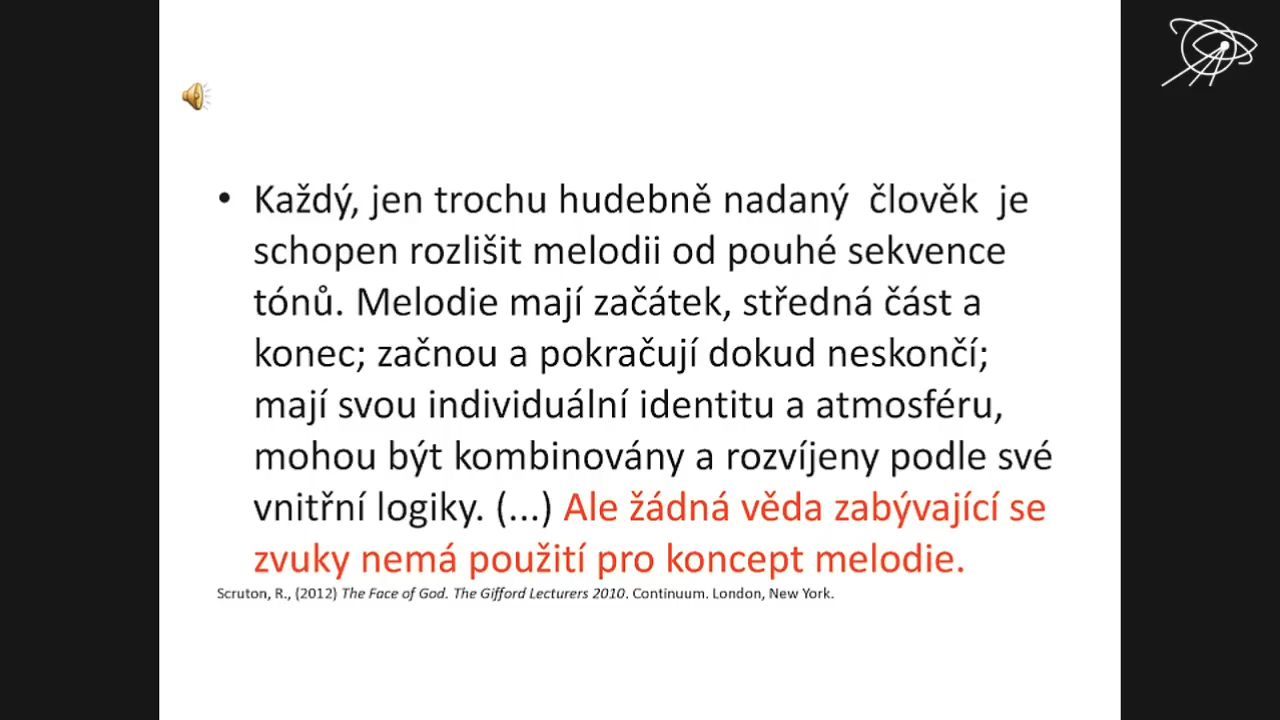 • Každý, jen trochu hudebně nadaný člověk je
schopen rozlišit melodii od pouhé sekvence
tónů. Melodie mají začátek, středná část a
konec; začnou a pokračují dokud neskončí;
mají svou individuální identitu a atmosféru,
mohou být kombinovány a rozvíjeny podle své
vnitřní logiky. (...) Ale žádná věda zabývající se
zvuky nemá použití pro koncept melodie.
Scruton, R., (2012) The Face of God. The Gifford Lecturers 2010. Continuum. London, New York.